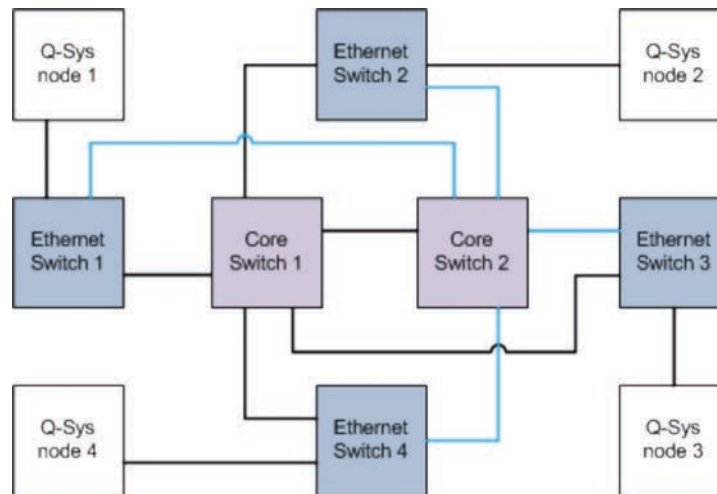 Q-Sys
node 1
Ethernet
Switch 2
Q-Sys
node 2
Ethernet
Switch 1
Core
Switch 1
Core
Switch 2
Ethernet
Switch 3
Q-Sys
node 4
Ethernet
Switch 4
Q-Sys
node 3